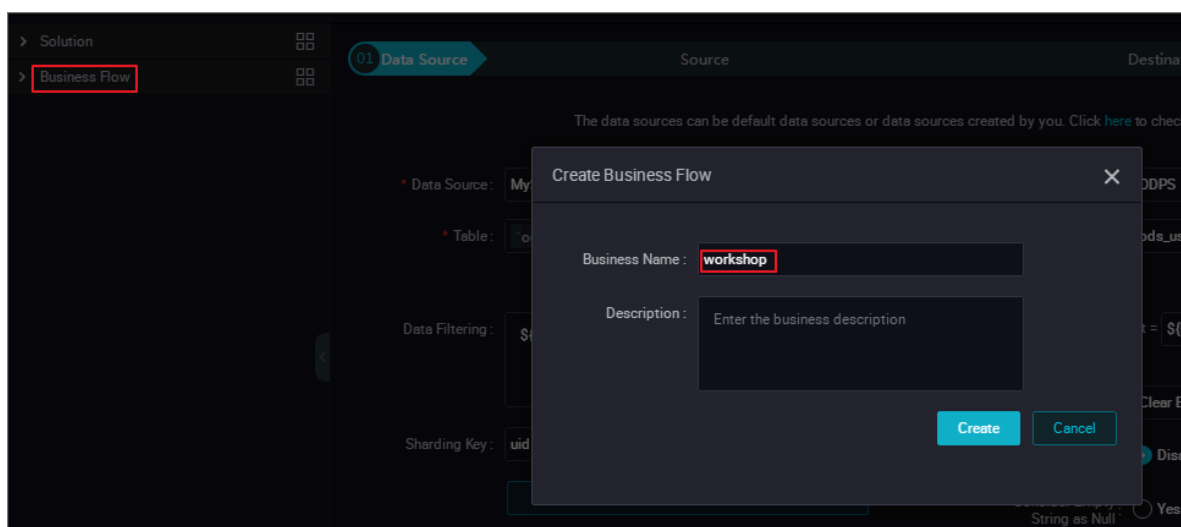 Solution
Business Flow
01 Data Source
Source
Destina
The data sources can be default data sources or data sources created by you. Click here to chec
Create Business Flow
* Data Source :
My
ODPS
* Table :
`o
ods_us
Business Name :
workshop
Description :
Enter the business description
Data Filtering :
${
t = ${
Clear E
Create
Cancel
Sharding Key :
uid
Disa
String as Null :
Yes